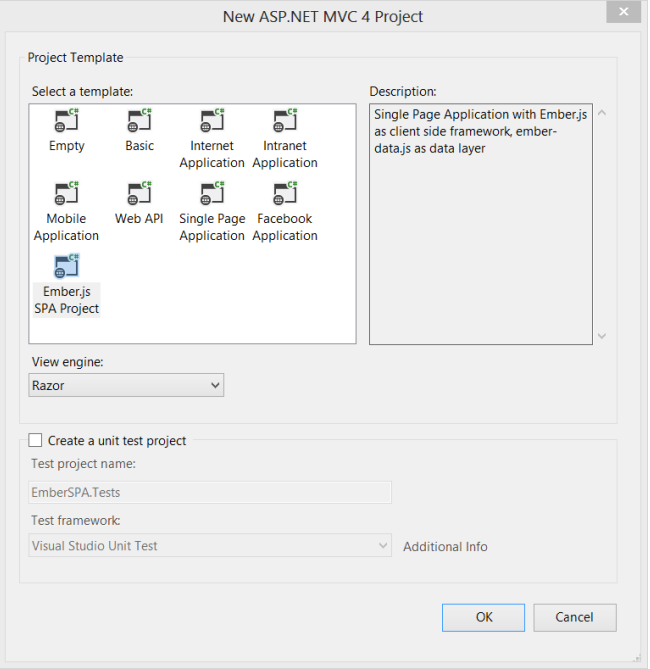 New ASP.NET MVC 4 Project
Project Template
Select a template:
C# C# C# C#
Empty Basic Internet Application Intranet Application
C# C# C# C#
Mobile Application Web API Single Page Application Facebook Application
C#
Ember.js
SPA Project
Description:
Single Page Application with Ember.js
as client side framework, ember-
data.js as data layer
View engine:
Razor
Create a unit test project
Test project name:
EmberSPA.Tests
Test framework:
Visual Studio Unit Test
Additional Info
OK Cancel